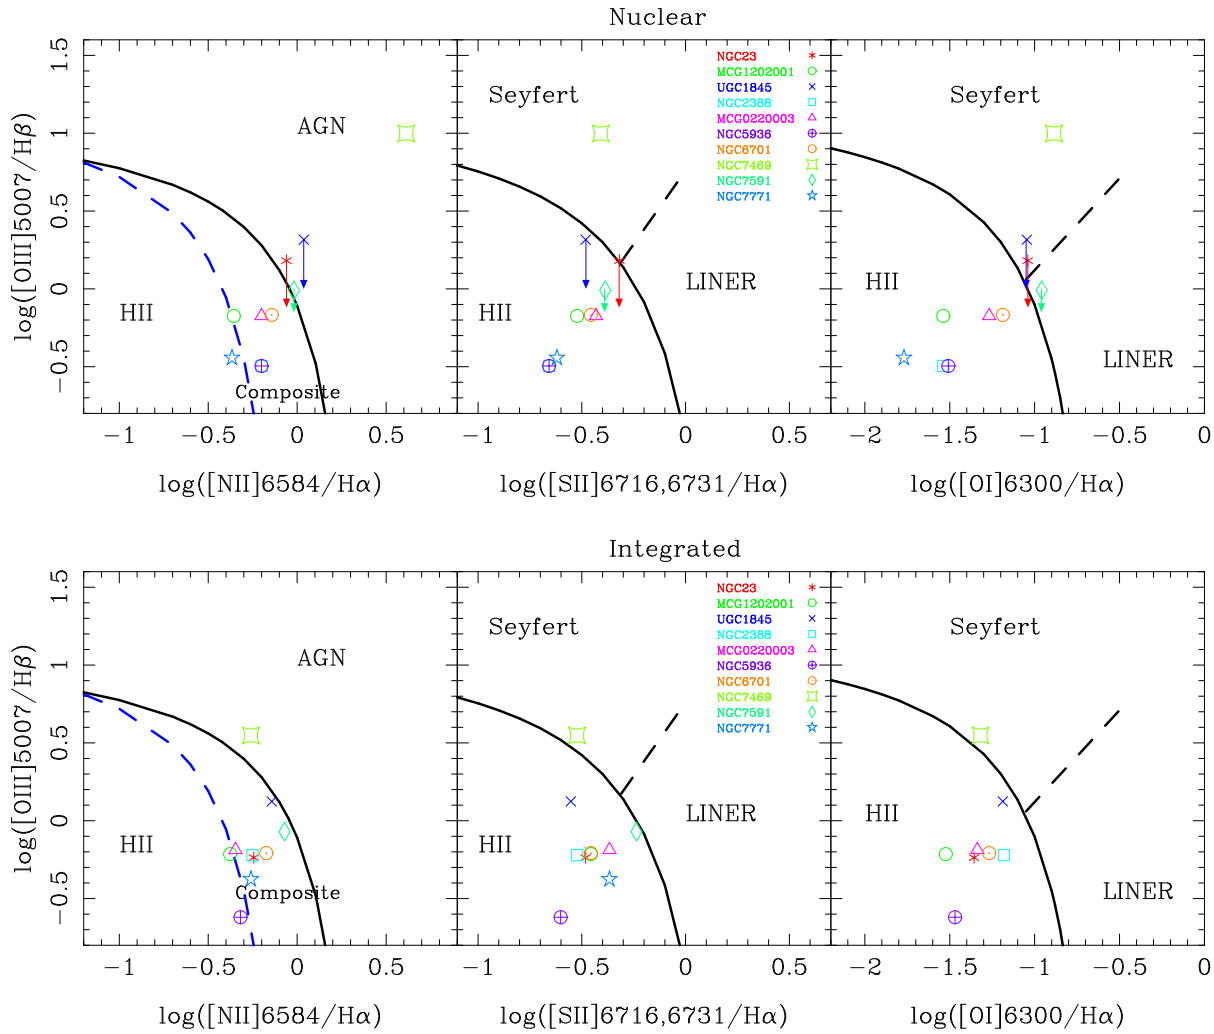 Nuclear
log([OIII]5007/Hβ)
1.5
1
0.5
0
−0.5
AGN
HII
Composite
Seyfert
HII
LINER
NGC23
MCG1202001
UGC1845
NGC2388
MCG0220003
NGC5936
NGC6701
NGC7469
NGC7591
NGC7771
Seyfert
HII
LINER
−1 −0.5 0 0.5
−1 −0.5 0 0.5
−2 −1.5 −1 −0.5 0
log([NII]6584/Hα)
log([SII]6716,6731/Hα)
log([OI]6300/Hα)
Integrated
log([OIII]5007/Hβ)
1.5
1
0.5
0
−0.5
AGN
HII
Composite
Seyfert
HII
LINER
NGC23
MCG1202001
UGC1845
NGC2388
MCG0220003
NGC5936
NGC6701
NGC7469
NGC7591
NGC7771
Seyfert
HII
LINER
−1 −0.5 0 0.5
−1 −0.5 0 0.5
−2 −1.5 −1 −0.5 0
log([NII]6584/Hα)
log([SII]6716,6731/Hα)
log([OI]6300/Hα)